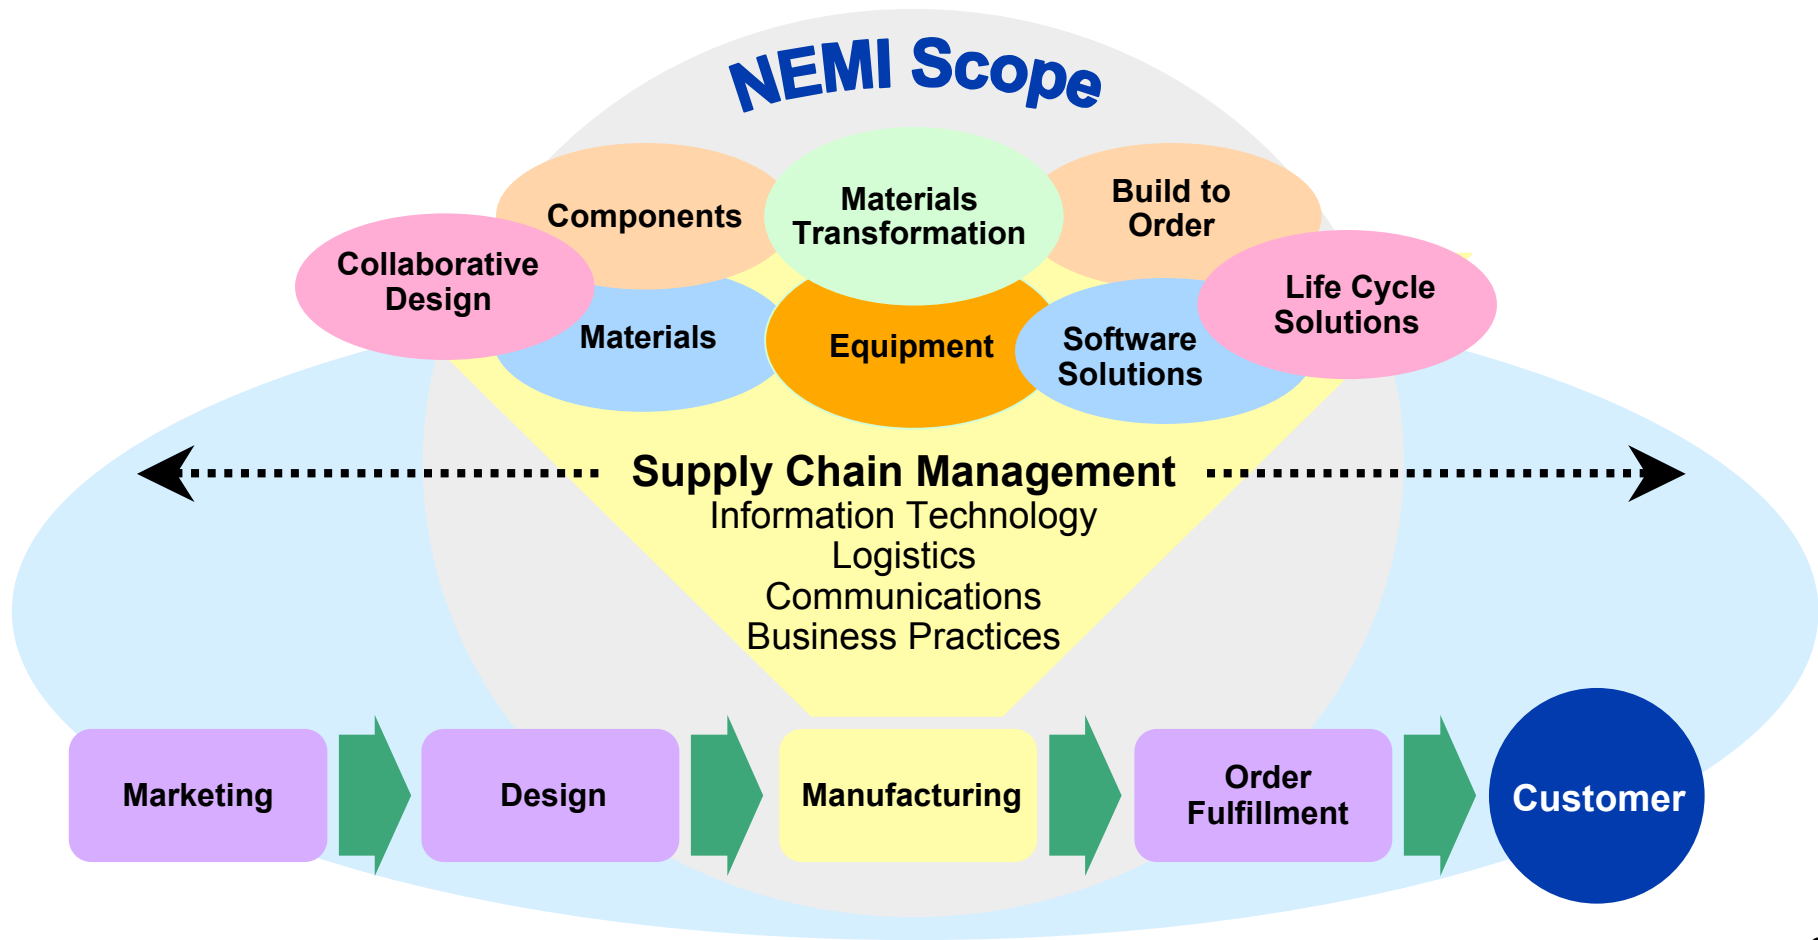 NEMI Scope
Components
Materials
Transformation
Build to
Order
Collaborative
Design
Life Cycle
Solutions
Materials
Equipment
Software
Solutions
Supply Chain Management
Information Technology
Logistics
Communications
Business Practices
Marketing
Design
Manufacturing
Order
Fulfillment
Customer